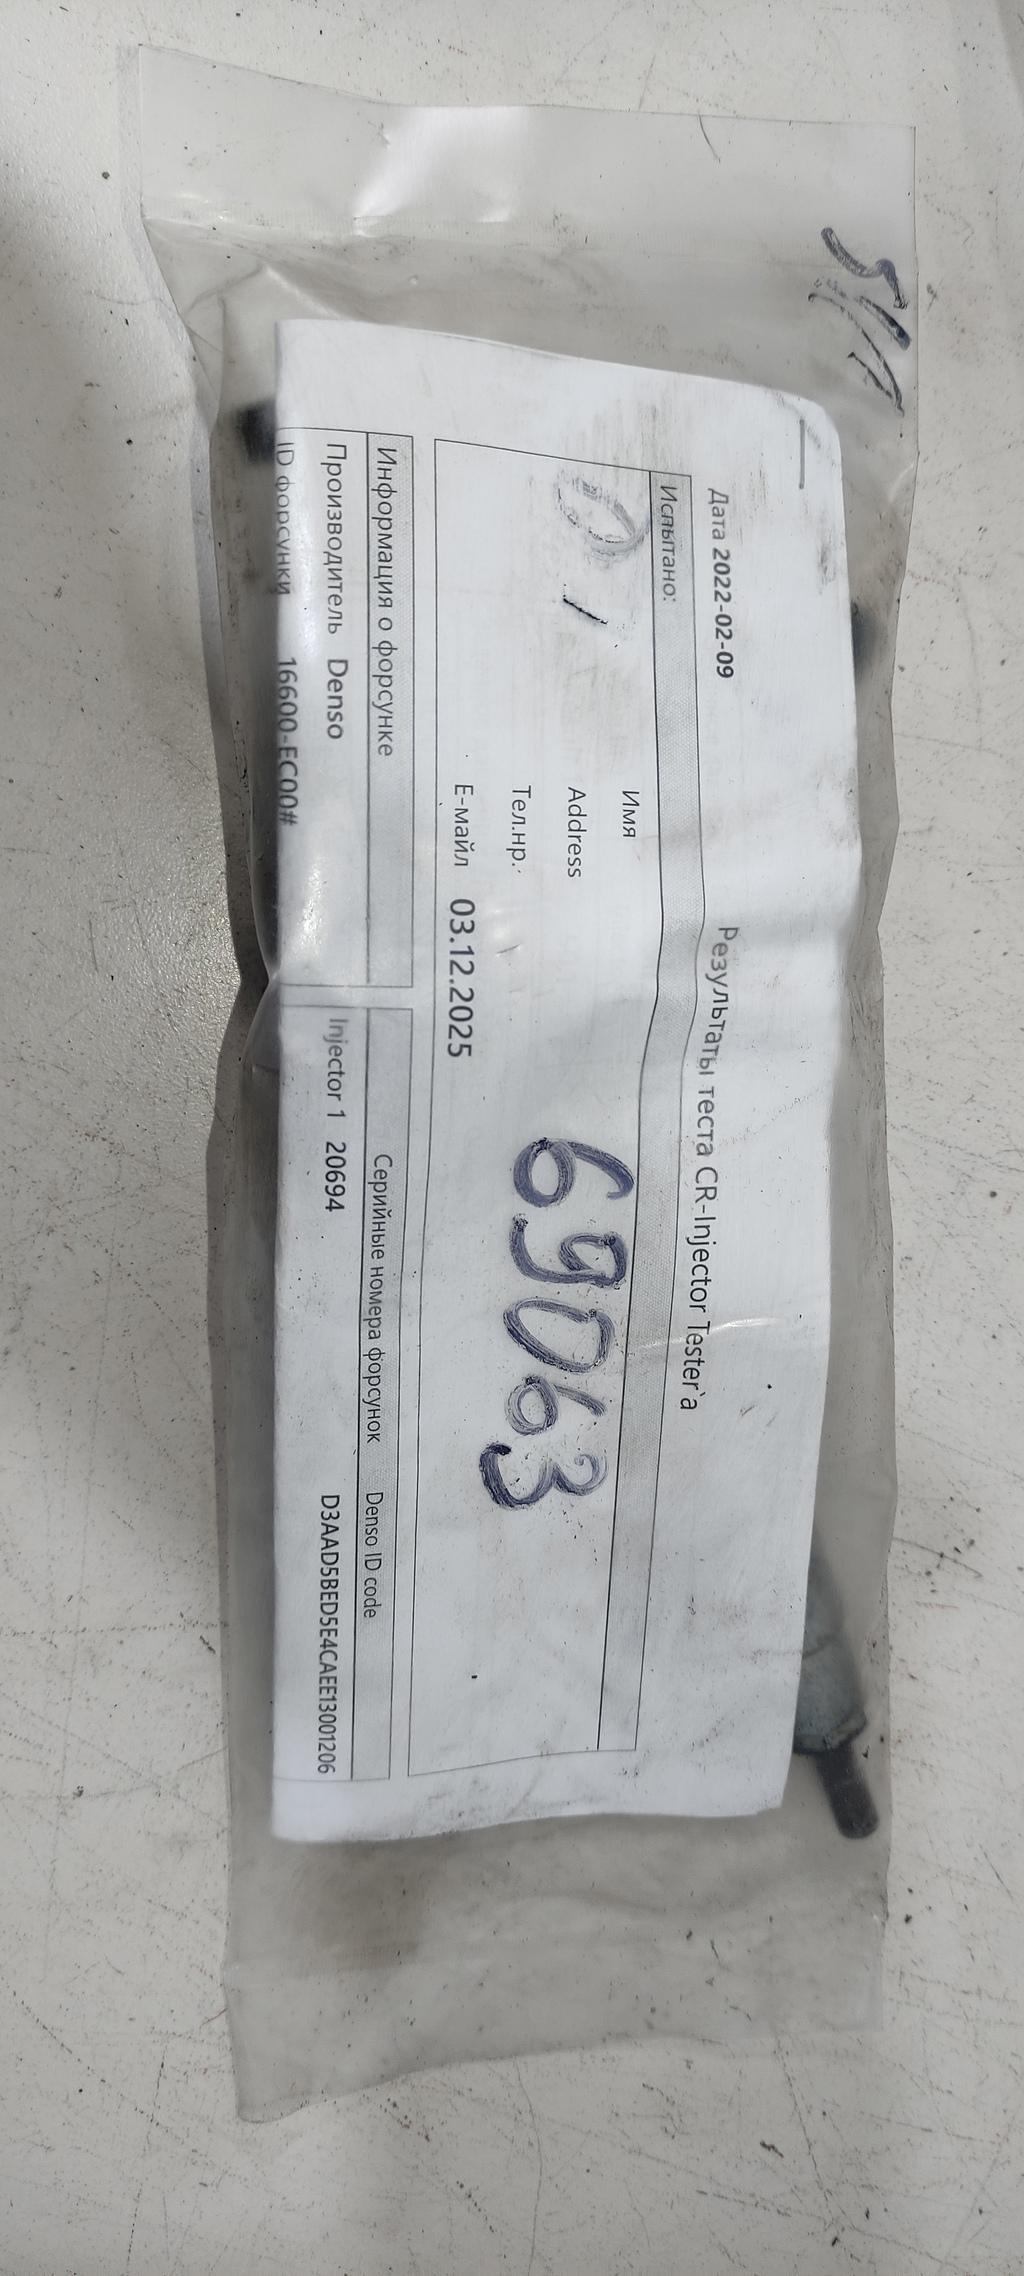 Дата 2022-02-09
Результаты теста CR-Injector Tester`a
Испытано:
Имя
Address
Тел.нр.
Е-майл 03.12.2025
69063
Информация о форсунке
Производитель Denso
ID форсунки 16600-EC00#
Серийные номера форсунок Denso ID code
Injector 1 20694 D3AAD5BED5E4CAEE13001206